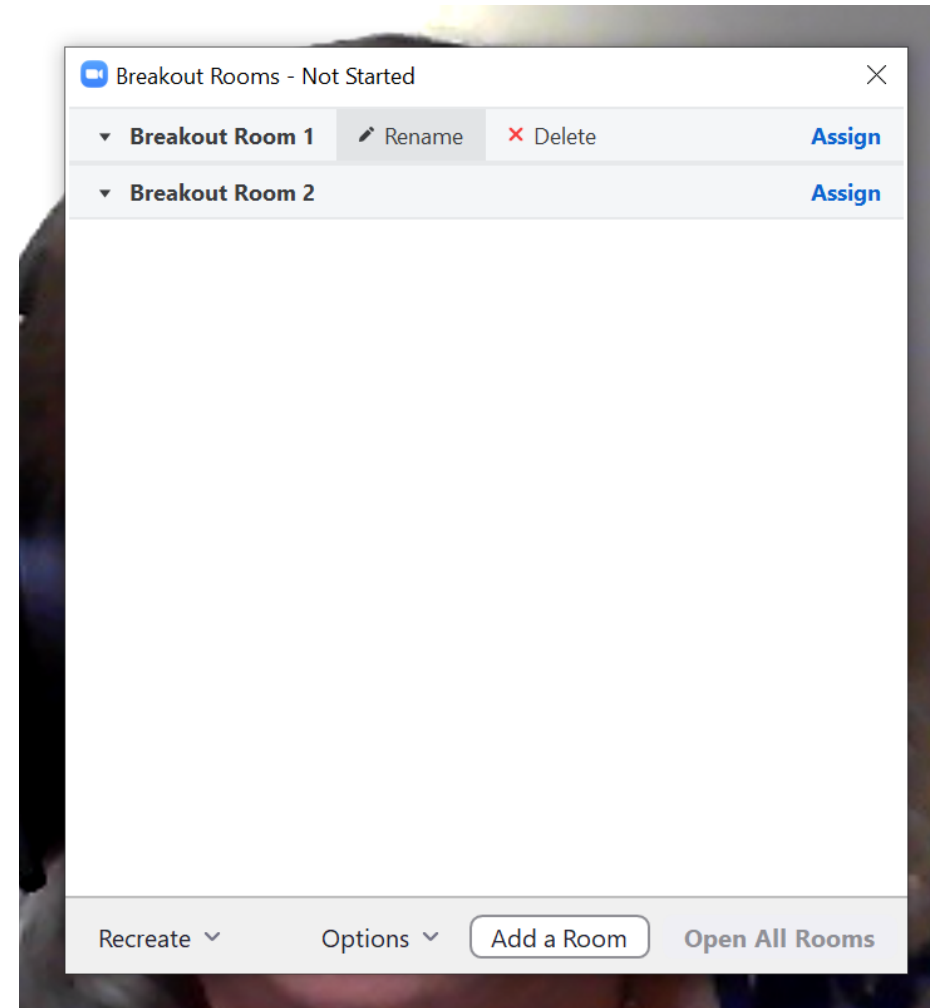 Breakout Rooms - Not Started
Breakout Room 1 Rename Delete Assign
Breakout Room 2 Assign
Recreate Options Add a Room Open All Rooms